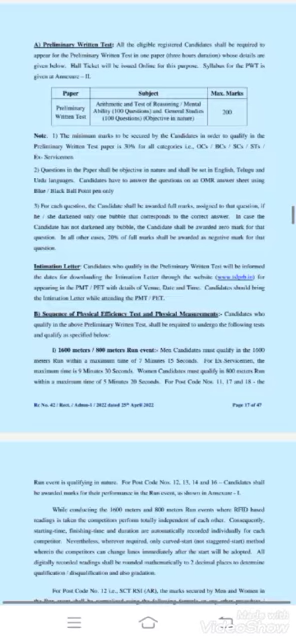 A) Preliminary Written Test: All the eligible registered Candidates shall be required to
appear for the Preliminary Written Test in one paper (three hours duration) whose details are
given below. Hall Ticket will be issued Online for this purpose. Syllabus for the PWT is
given at Annexure – II.
Paper Subject Max. Marks
Preliminary Written Test Arithmetic and Test of Reasoning / Mental
Ability (100 Questions) and General Studies
(100 Questions) (Objective in nature) 200
Note. 1) The minimum marks to be secured by the Candidates in order to qualify in the
Preliminary Written Test paper is 30% for all categories i.e., OCs / BCs / SCs / STs /
Ex-Servicemen
2) Questions in the Paper shall be objective in nature and shall be set in English, Telugu and
Urdu languages. Candidates have to answer the questions on an OMR answer sheet using
Blue / Black Ball Point pen only
3) For each question, the Candidate shall be awarded full marks, assigned to that question, if
he / she darkened only one bubble that corresponds to the correct answer. In case the
Candidate has not darkened any bubble, the Candidate shall be awarded zero mark for that
question. In all other cases, 20% of full marks shall be awarded as negative mark for that
question.
Intimation Letter: Candidates who qualify in the Preliminary Written Test will be informed
the dates for downloading the Intimation Letter through the website (www.tslprb.in) for
appearing in the PMT / PET with details of Venue, Date and Time. Candidates should bring
the Intimation Letter while attending the PMT / PET.
B) Sequence of Physical Efficiency Test and Physical Measurements:- Candidates who
qualify in the above Preliminary Written Test, shall be required to undergo the following tests
and qualify as specified below:
i) 1600 meters / 800 meters Run event:- Men Candidates must qualify in the 1600
meters Run within a maximum time of 7 Minutes 15 Seconds. For Ex-Servicemen, the
maximum time is 9 Minutes 30 Seconds. Women Candidates must qualify in 800 meters Run
within a maximum time of 5 Minutes 20 Seconds. For Post Code Nos. 11, 17 and 18 - the
Rc No. 42 / Rect. / Admn-1 / 2022 dated 25th April 2022 Page 17 of 47
Run event is qualifying in nature. For Post Code Nos. 12, 13, 14 and 16 – Candidates shall
be awarded marks for their performance in the Run event, as shown in Annexure - I.
While conducting the 1600 meters and 800 meters Run events where RFID based
readings is taken the competitors perform totally independent of each other. Consequently,
starting-time, finishing-time and duration are automatically recorded individually for each
competitor. Nevertheless, wherever required, only curved-start (not staggered-start) method
wherein the competitors can change lanes immediately after the start will be adopted. All
digitally recorded readings shall be rounded mathematically to 2 decimal places to determine
qualification / disqualification and also gradation.
For Post Code No. 12 i.e., SCT RSI (AR), the marks secured by Men and Women in
Made with
VideoShow